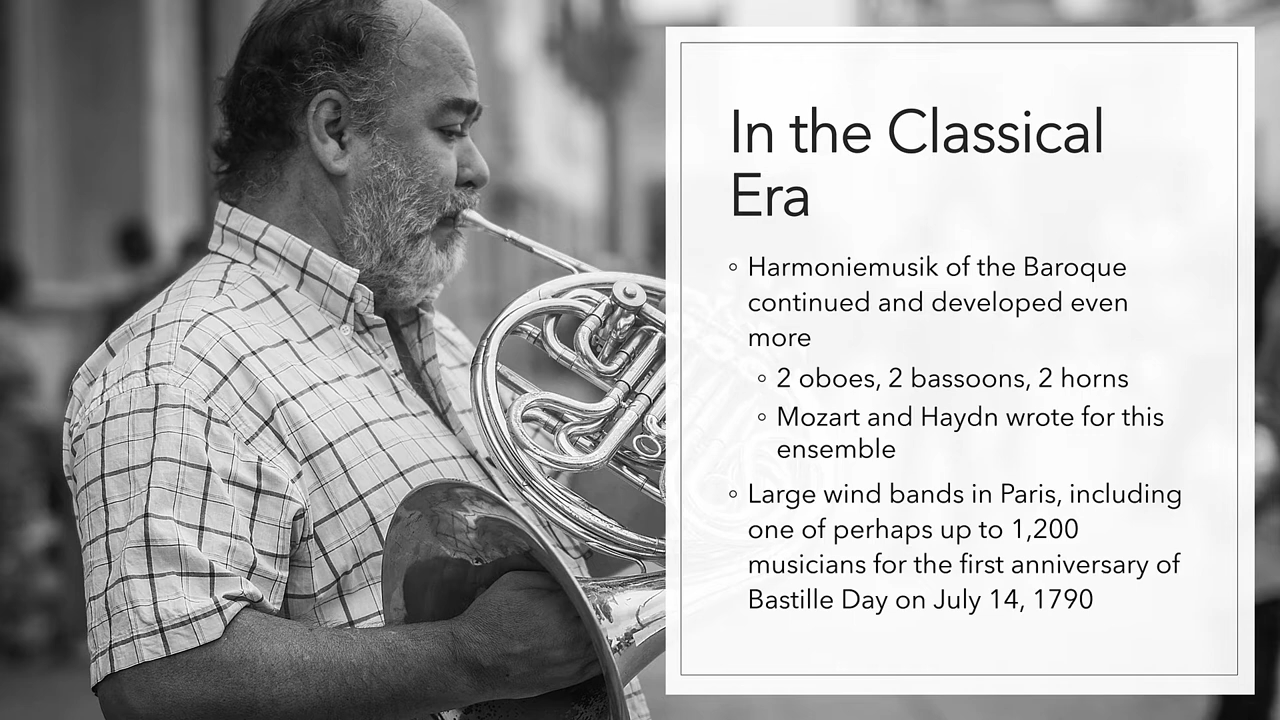 In the Classical
Era
◦ Harmoniemusik of the Baroque
continued and developed even
more
◦ 2 oboes, 2 bassoons, 2 horns
◦ Mozart and Haydn wrote for this
ensemble
◦ Large wind bands in Paris, including
one of perhaps up to 1,200
musicians for the first anniversary of
Bastille Day on July 14, 1790